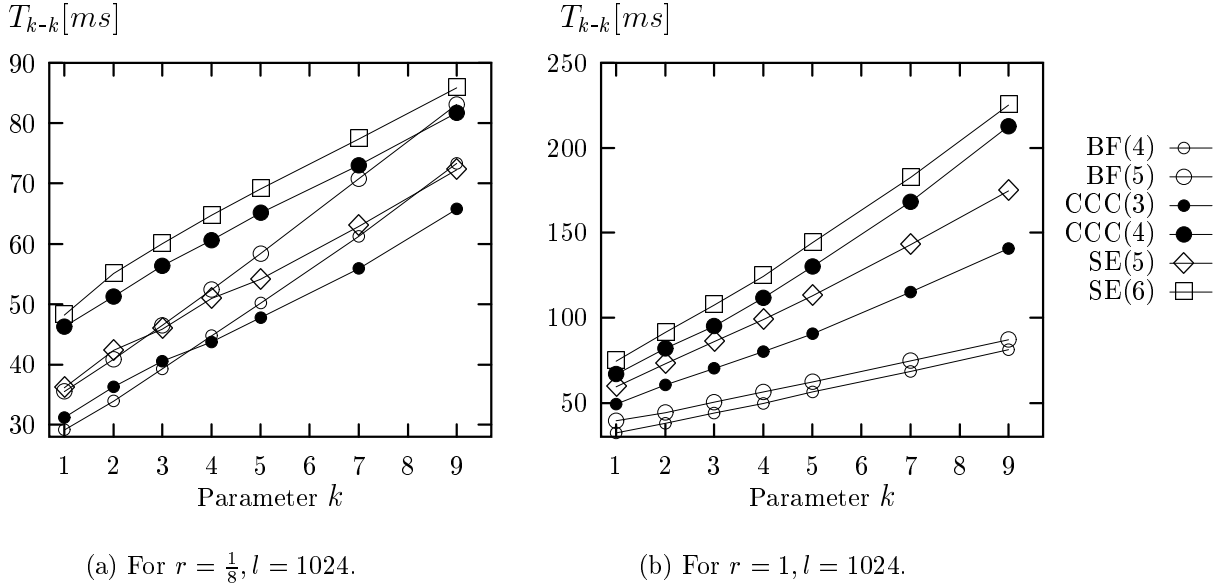 T_{k-k}[ms]
90
80
70
60
50
40
30
1 2 3 4 5 7 8 9
Parameter k
(a) For r = 1/8, l = 1024.
T_{k-k}[ms]
250
200
150
100
50
1 2 3 4 5 7 8 9
Parameter k
(b) For r = 1, l = 1024.
BF(4)
BF(5)
CCC(3)
CCC(4)
SE(5)
SE(6)